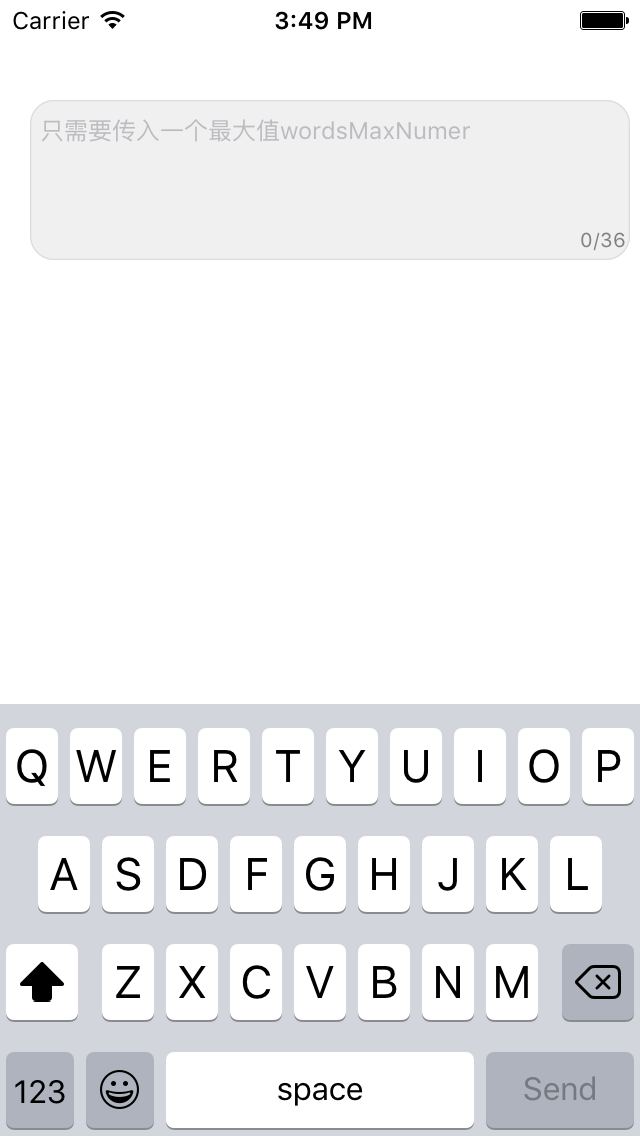 Carrier 3:49 PM
只需要传入一个最大值wordsMaxNumer
0/36
Q W E R T Y U I O P
A S D F G H J K L
Z X C V B N M
123 space Send